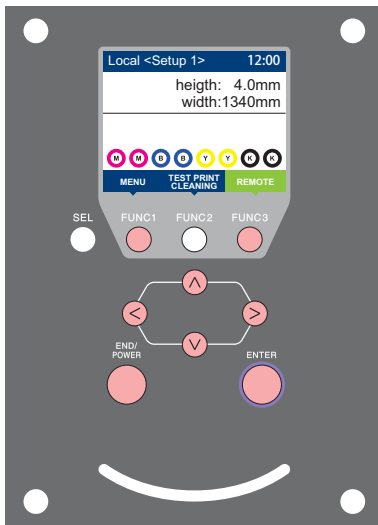 Local <Setup 1> 12:00
heigth: 4.0mm
width:1340mm
M M B B Y Y K K
MENU
TEST PRINT
CLEANING
REMOTE
SEL
FUNC1 FUNC2 FUNC3
END/
POWER
ENTER